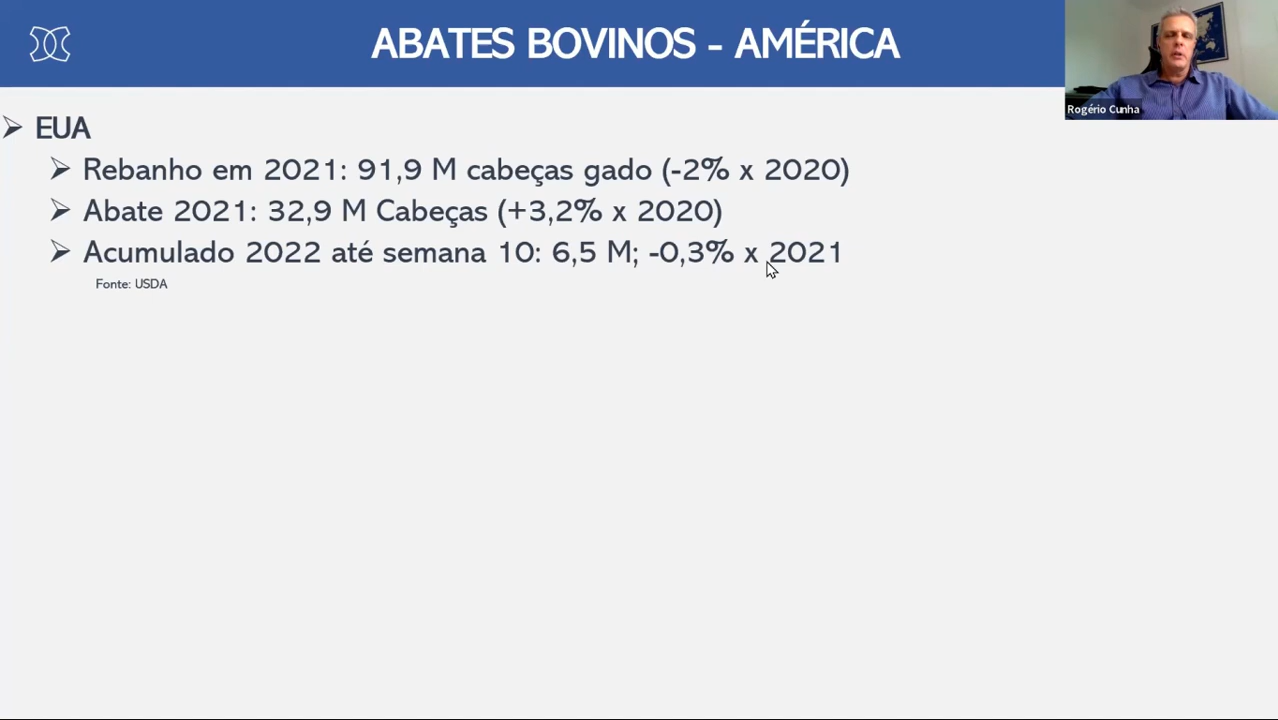 ABATES BOVINOS - AMÉRICA
Rogério Cunha
EUA
Rebanho em 2021: 91,9 M cabeças gado (-2% x 2020)
Abate 2021: 32,9 M Cabeças (+3,2% x 2020)
Acumulado 2022 até semana 10: 6,5 M; -0,3% x 2021
Fonte: USDA